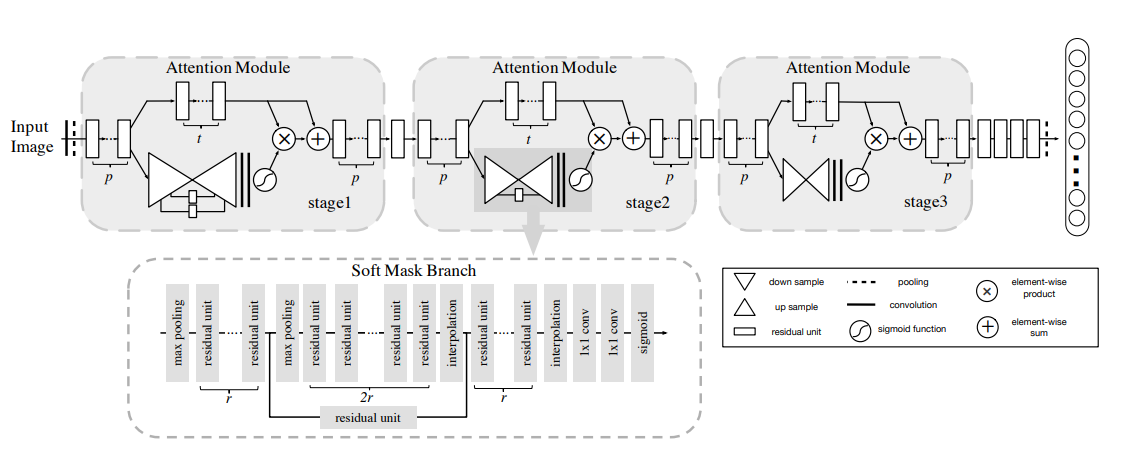 Attention Module
Attention Module
Attention Module
Input
Image
t
t
t
p
p
p
p
p
p
stage1
stage2
stage3
Soft Mask Branch
max pooling
residual unit
residual unit
max pooling
residual unit
residual unit
residual unit
residual unit
interpolation
residual unit
residual unit
interpolation
1x1 conv
1x1 conv
sigmoid
r
2r
r
residual unit
down sample
up sample
residual unit
pooling
convolution
sigmoid function
element-wise
product
element-wise
sum